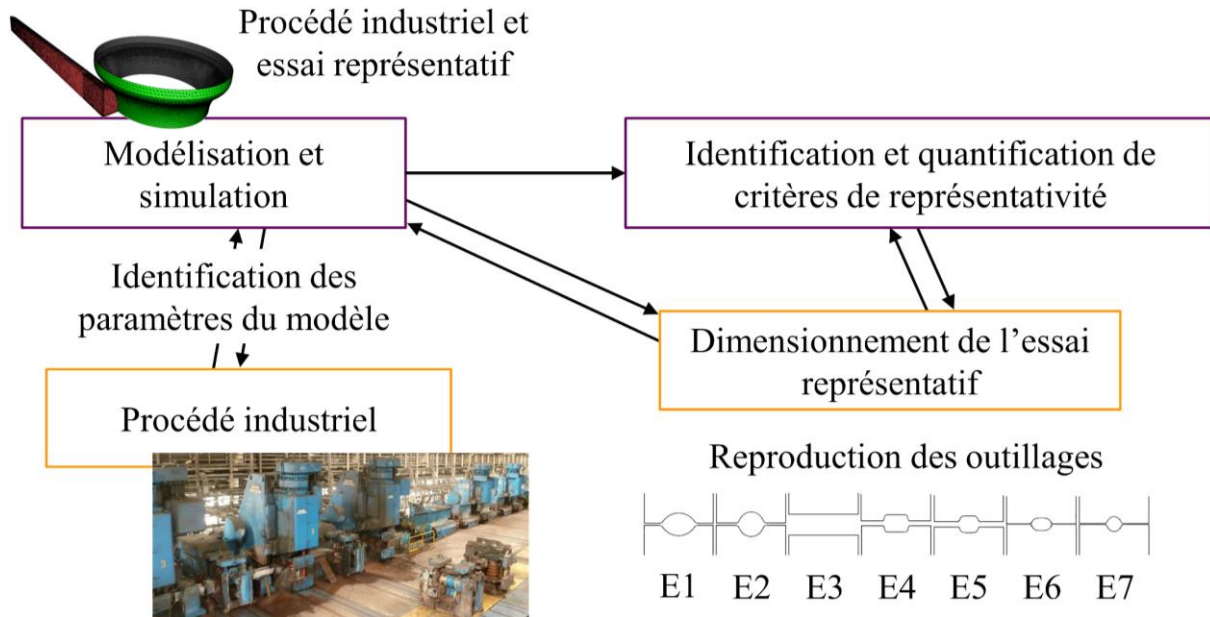 Procédé industriel et
essai représentatif
Modélisation et
simulation
Identification et quantification de
critères de représentativité
Identification des
paramètres du modèle
Dimensionnement de l’essai
représentatif
Procédé industriel
Reproduction des outillages
E1 E2 E3 E4 E5 E6 E7